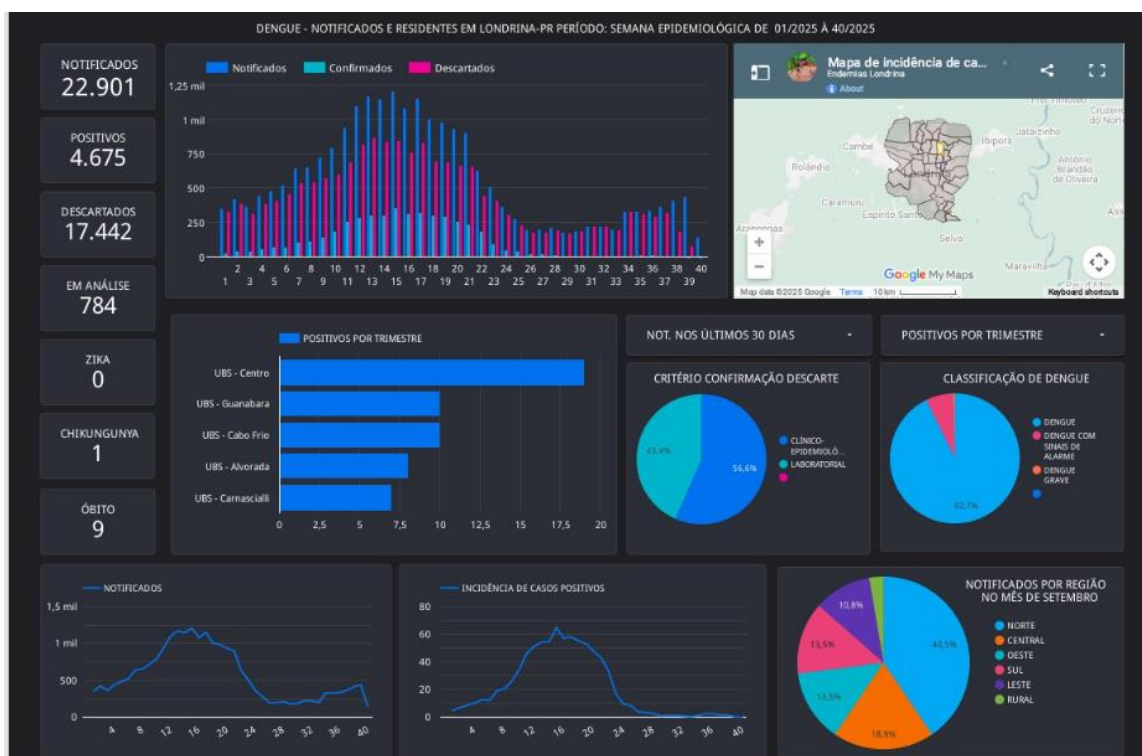 DENGUE - NOTIFICADOS E RESIDENTES EM LONDRINA-PR PERÍODO: SEMANA EPIDEMIOLÓGICA DE 01/2025 À 40/2025
NOTIFICADOS
22.901
POSITIVOS
4.675
DESCARTADOS
17.442
EM ANÁLISE
784
ZIKA
0
CHIKUNGUNYA
1
ÓBITO
9
Notificados Confirmados Descartados
1,25 mil
1 mil
750
500
250
0
2 4 6 8 10 12 14 16 18 20 22 24 26 28 30 32 34 36 38 40
1 3 5 7 9 11 13 15 17 19 21 23 25 27 29 31 33 35 37 39
Mapa de incidência de ca...
Endemias Londrina
About
Cambé
Ibiporã
Jataizinho
Rolândia
Londrina
Antônio
Brandão
de Oliveira
Caramuru
Espírito Santo
Selva
Maravilha
+
−
Google My Maps
Map data ©2025 Google Terms 10 km
Keyboard shortcuts
POSITIVOS POR TRIMESTRE
UBS - Centro
UBS - Guanabara
UBS - Cabo Frio
UBS - Alvorada
UBS - Carnascialli
0 2,5 5 7,5 10 12,5 15 17,5 20
NOT. NOS ÚLTIMOS 30 DIAS
POSITIVOS POR TRIMESTRE
CRITÉRIO CONFIRMAÇÃO DESCARTE
43,4%
56,6%
CLÍNICO-
EPIDEMIOLÓ...
LABORATORIAL
CLASSIFICAÇÃO DE DENGUE
92,7%
DENGUE
DENGUE COM
SINAIS DE
ALARME
DENGUE
GRAVE
NOTIFICADOS
1,5 mil
1 mil
500
0
4 8 12 16 20 24 28 32 36 40
INCIDÊNCIA DE CASOS POSITIVOS
80
60
40
20
0
4 8 12 16 20 24 28 32 36 40
NOTIFICADOS POR REGIÃO
NO MÊS DE SETEMBRO
10,8%
13,5%
13,5%
18,9%
40,5%
NORTE
CENTRAL
OESTE
SUL
LESTE
RURAL